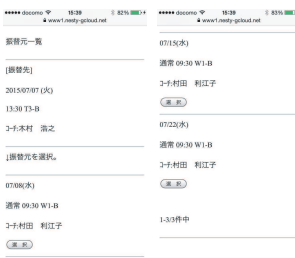 docomo 15:39 82%
www1.nesty-gcloud.net
振替元一覧
[振替先]
2015/07/07 (火)
13:30 T3-B
ｺｰﾁ:木村 浩之
↓振替元を選択。
07/08(水)
通常 09:30 W1-B
ｺｰﾁ:村田 利江子
選 択
docomo 15:39 83%
www1.nesty-gcloud.net
07/15(水)
通常 09:30 W1-B
ｺｰﾁ:村田 利江子
選 択
07/22(水)
通常 09:30 W1-B
ｺｰﾁ:村田 利江子
選 択
1-3/3件中